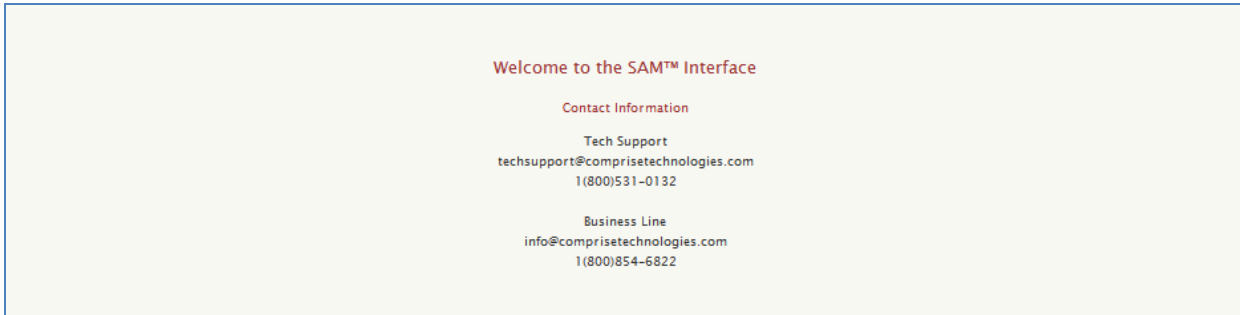 Welcome to the SAM™ Interface
Contact Information
Tech Support
techsupport@comprisetechnologies.com
1(800)531-0132
Business Line
info@comprisetechnologies.com
1(800)854-6822